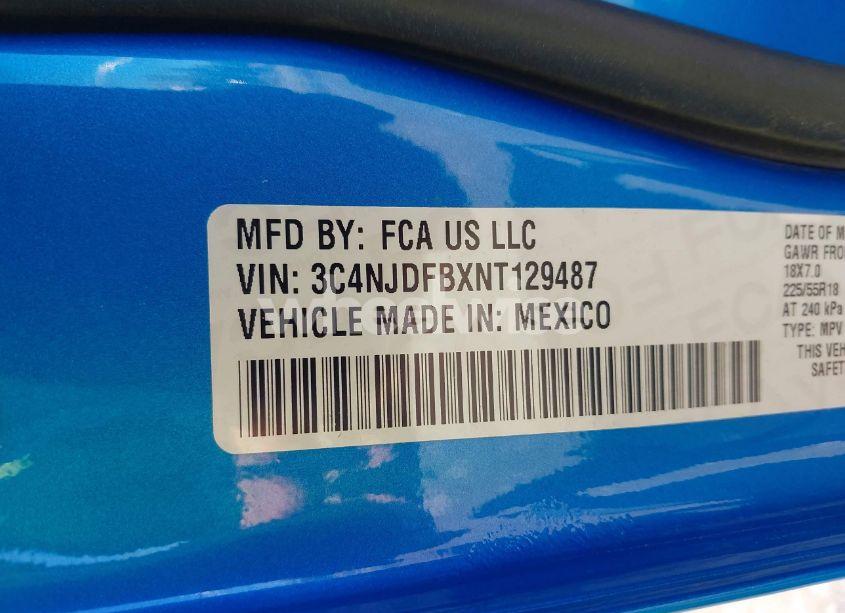 MFD BY: FCA US LLC
VIN: 3C4NJDFBXNT129487
VEHICLE MADE IN: MEXICO
DATE OF M
GAWR FRO
18X7.0
225/55R18
AT 240 kPa
TYPE: MPV
THIS VEH
SAFET